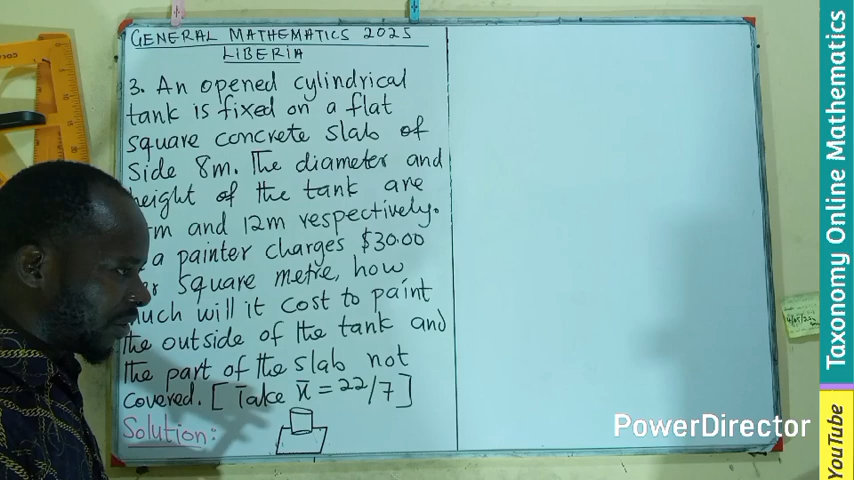 GENERAL MATHEMATICS 2025
LIBERIA
3. An opened cylindrical
tank is fixed on a flat
square concrete slab of
side 8m. The diameter and
height of the tank are
m and 12m respectively.
a painter charges $30.00
square metre, how
much will it cost to paint
the outside of the tank and
the part of the slab not
covered. [Take π = 22/7]
Solution:
PowerDirector
Taxonomy Online Mathematics
YouTube